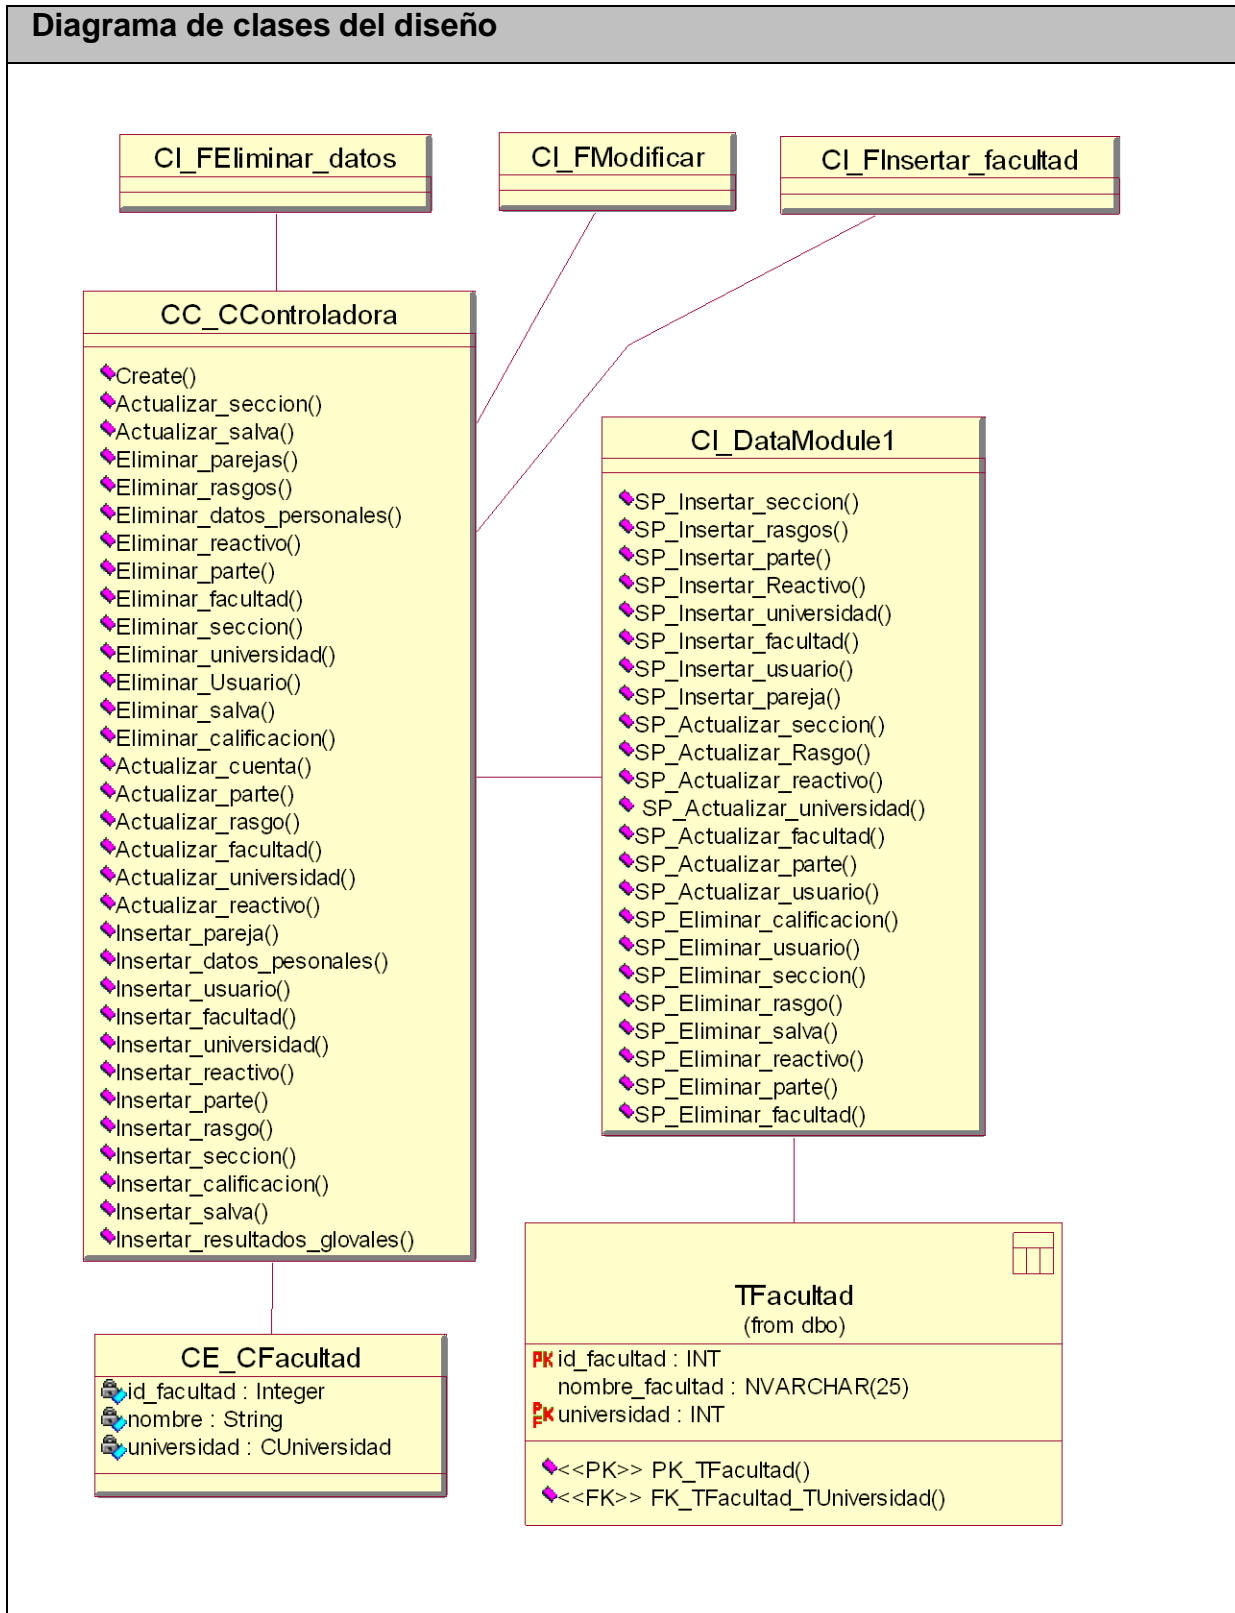 Diagrama de clases del diseño
CI_FEliminar_datos
CI_FModificar
CI_FInsertar_facultad
CC_CControladora
Create()
Actualizar_seccion()
Actualizar_salva()
Eliminar_parejas()
Eliminar_rasgos()
Eliminar_datos_personales()
Eliminar_reactivo()
Eliminar_parte()
Eliminar_facultad()
Eliminar_seccion()
Eliminar_universidad()
Eliminar_Usuario()
Eliminar_salva()
Eliminar_calificacion()
Actualizar_cuenta()
Actualizar_parte()
Actualizar_rasgo()
Actualizar_facultad()
Actualizar_universidad()
Actualizar_reactivo()
Insertar_pareja()
Insertar_datos_pesonales()
Insertar_usuario()
Insertar_facultad()
Insertar_universidad()
Insertar_reactivo()
Insertar_parte()
Insertar_rasgo()
Insertar_seccion()
Insertar_calificacion()
Insertar_salva()
Insertar_resultados_glovales()
CI_DataModule1
SP_Insertar_seccion()
SP_Insertar_rasgos()
SP_Insertar_parte()
SP_Insertar_Reactivo()
SP_Insertar_universidad()
SP_Insertar_facultad()
SP_Insertar_usuario()
SP_Insertar_pareja()
SP_Actualizar_seccion()
SP_Actualizar_Rasgo()
SP_Actualizar_reactivo()
SP_Actualizar_universidad()
SP_Actualizar_facultad()
SP_Actualizar_parte()
SP_Actualizar_usuario()
SP_Eliminar_calificacion()
SP_Eliminar_usuario()
SP_Eliminar_seccion()
SP_Eliminar_rasgo()
SP_Eliminar_salva()
SP_Eliminar_reactivo()
SP_Eliminar_parte()
SP_Eliminar_facultad()
CE_CFacultad
id_facultad : Integer
nombre : String
universidad : CUniversidad
TFacultad
(from dbo)
PK id_facultad : INT
nombre_facultad : NVARCHAR(25)
PFK universidad : INT
<<PK>> PK_TFacultad()
<<FK>> FK_TFacultad_TUniversidad()